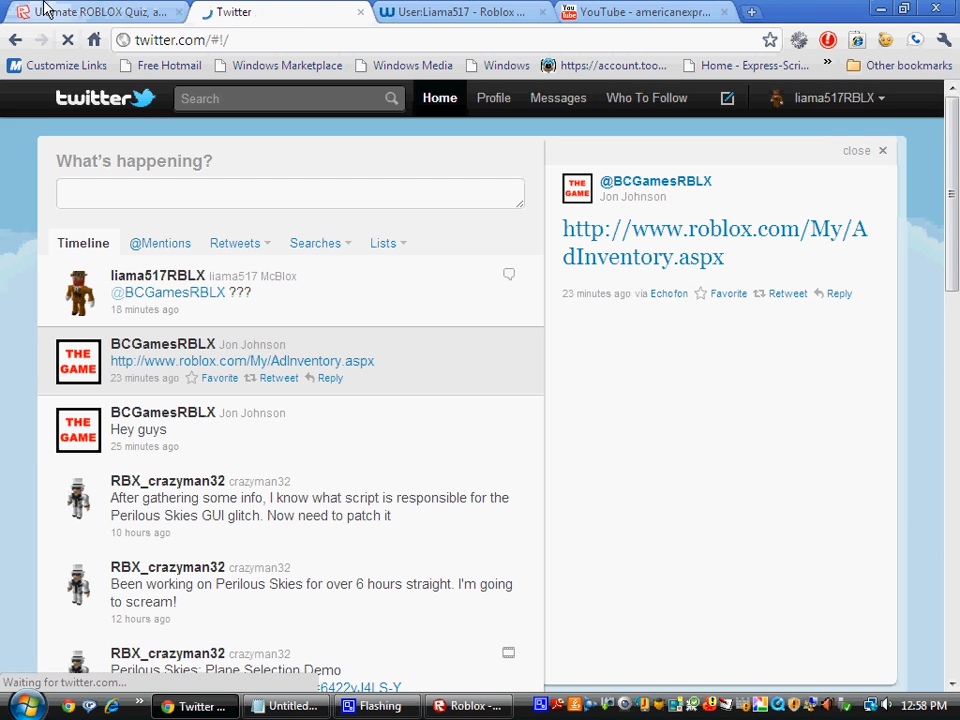 Ultimate ROBLOX Quiz, a...
Twitter
User:Liama517 - Roblox ...
YouTube - americanexpr...
twitter.com/#!/
Customize Links
Free Hotmail
Windows Marketplace
Windows Media
Windows
https://account.too...
Home - Express-Scri...
»
Other bookmarks
twitter
Search
Home
Profile
Messages
Who To Follow
liama517RBLX
What's happening?
close ×
@BCGamesRBLX
Jon Johnson
http://www.roblox.com/My/A
dInventory.aspx
23 minutes ago via Echofon Favorite Retweet Reply
Timeline
@Mentions
Retweets
Searches
Lists
liama517RBLX liama517 McBlox
@BCGamesRBLX ???
18 minutes ago
THE GAME
BCGamesRBLX Jon Johnson
http://www.roblox.com/My/AdInventory.aspx
23 minutes ago Favorite Retweet Reply
THE GAME
BCGamesRBLX Jon Johnson
Hey guys
25 minutes ago
RBX_crazyman32 crazyman32
After gathering some info, I know what script is responsible for the
Perilous Skies GUI glitch. Now need to patch it
10 hours ago
RBX_crazyman32 crazyman32
Been working on Perilous Skies for over 6 hours straight. I'm going
to scream!
12 hours ago
RBX_crazyman32 crazyman32
Perilous Skies: Plane Selection Demo
Waiting for twitter.com...
Twitter ...
Untitled...
Flashing
Roblox -...
12:58 PM
THE GAME